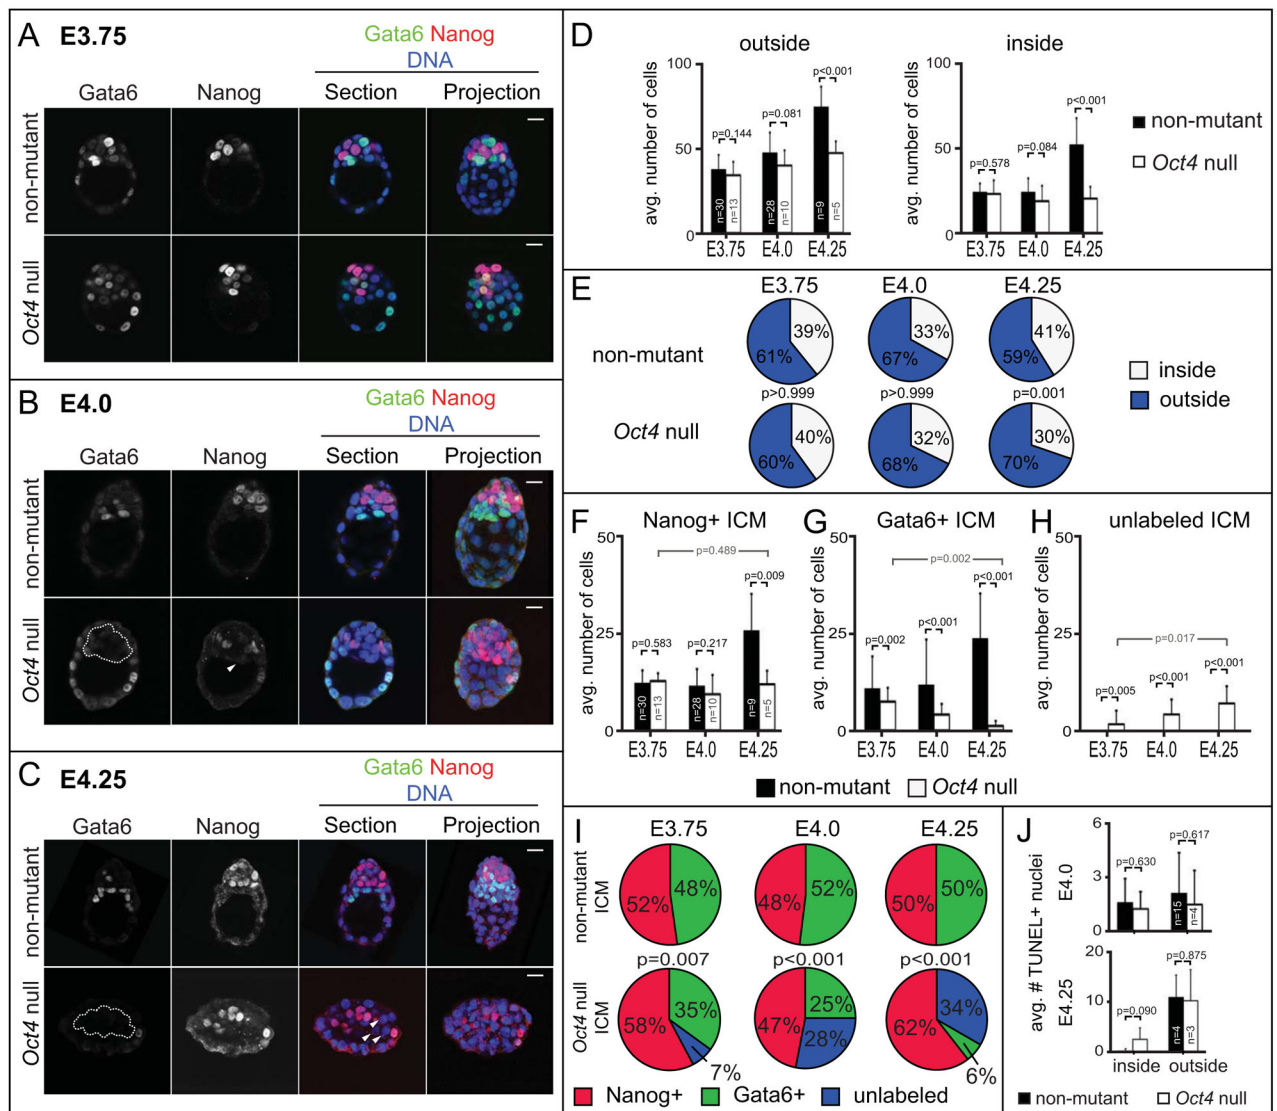 A E3.75
Gata6 Nanog
DNA
Gata6 Nanog Section Projection
non-mutant
Oct4 null
B E4.0
Gata6 Nanog
DNA
Gata6 Nanog Section Projection
non-mutant
Oct4 null
C E4.25
Gata6 Nanog
DNA
Gata6 Nanog Section Projection
non-mutant
Oct4 null
D
outside
avg. number of cells
100
50
0
p=0.144
p=0.081
p<0.001
n=30 n=13 n=28 n=10 n=9 n=5
E3.75 E4.0 E4.25
inside
avg. number of cells
100
50
0
p=0.578
p=0.084
p<0.001
E3.75 E4.0 E4.25
non-mutant
Oct4 null
E
E3.75 E4.0 E4.25
non-mutant
39% 33% 41%
61% 67% 59%
p>0.999 p>0.999 p=0.001
Oct4 null
40% 32% 30%
60% 68% 70%
inside
outside
F Nanog+ ICM
avg. number of cells
50
25
0
p=0.489
p=0.009
p=0.583 p=0.217
n=30 n=13 n=28 n=10 n=9 n=5
E3.75 E4.0 E4.25
G Gata6+ ICM
avg. number of cells
50
25
0
p=0.002
p<0.001
p<0.001
p=0.002
E3.75 E4.0 E4.25
H unlabeled ICM
avg. number of cells
50
25
0
p=0.017
p<0.001
p<0.001
p=0.005
E3.75 E4.0 E4.25
non-mutant Oct4 null
I
E3.75 E4.0 E4.25
non-mutant
ICM
48% 52% 50%
52% 48% 50%
p=0.007 p<0.001 p<0.001
Oct4 null
ICM
35% 25% 34%
58% 47% 28% 62%
7% 6%
Nanog+ Gata6+ unlabeled
J
avg. # TUNEL+ nuclei
E4.0
6
3
0
p=0.617
p=0.630
n=15 n=4
E4.25
20
10
0
p=0.875
p=0.090
n=4 n=3
inside outside
non-mutant Oct4 null